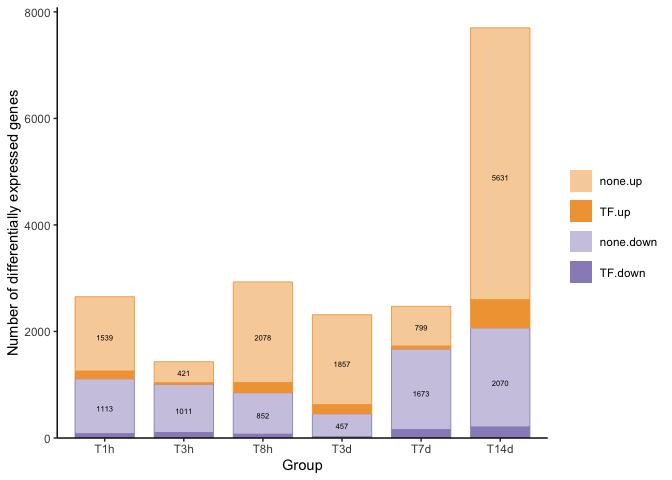 Number of differentially expressed genes
8000
6000
4000
2000
0
1539
1113
421
1011
2078
852
1857
457
799
1673
5631
2070
T1h
T3h
T8h
T3d
T7d
T14d
Group
none.up
TF.up
none.down
TF.down